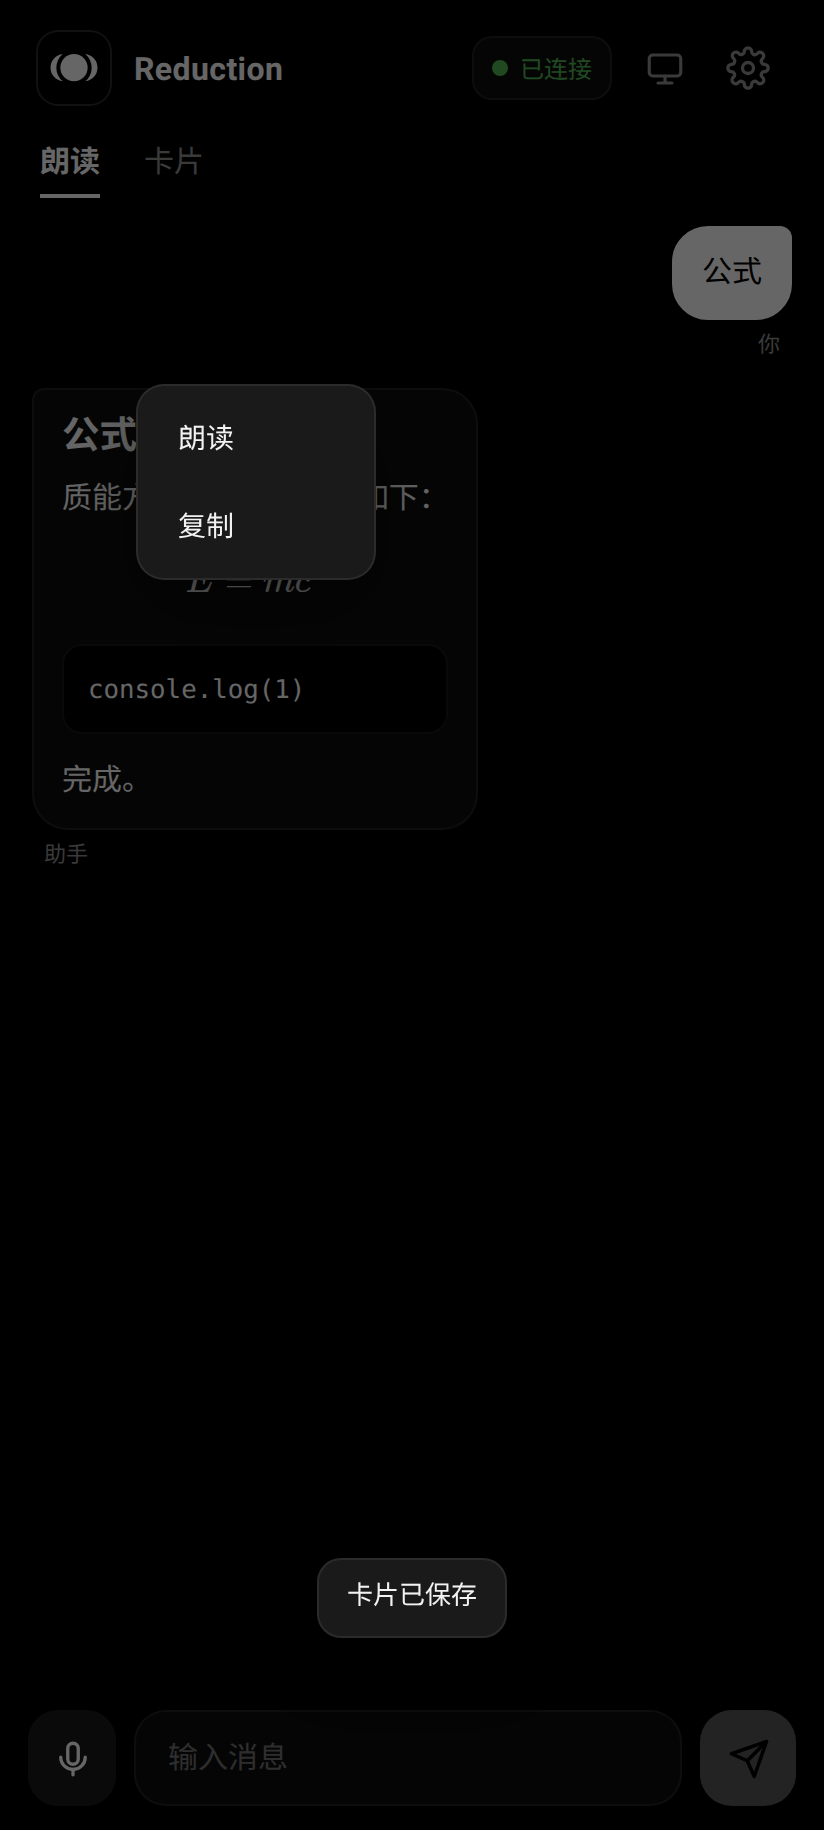 Reduction
已连接
朗读
卡片
公式
你
公式
朗读
质能
如下：
复制
E = mc
console.log(1)
完成。
助手
卡片已保存
输入消息